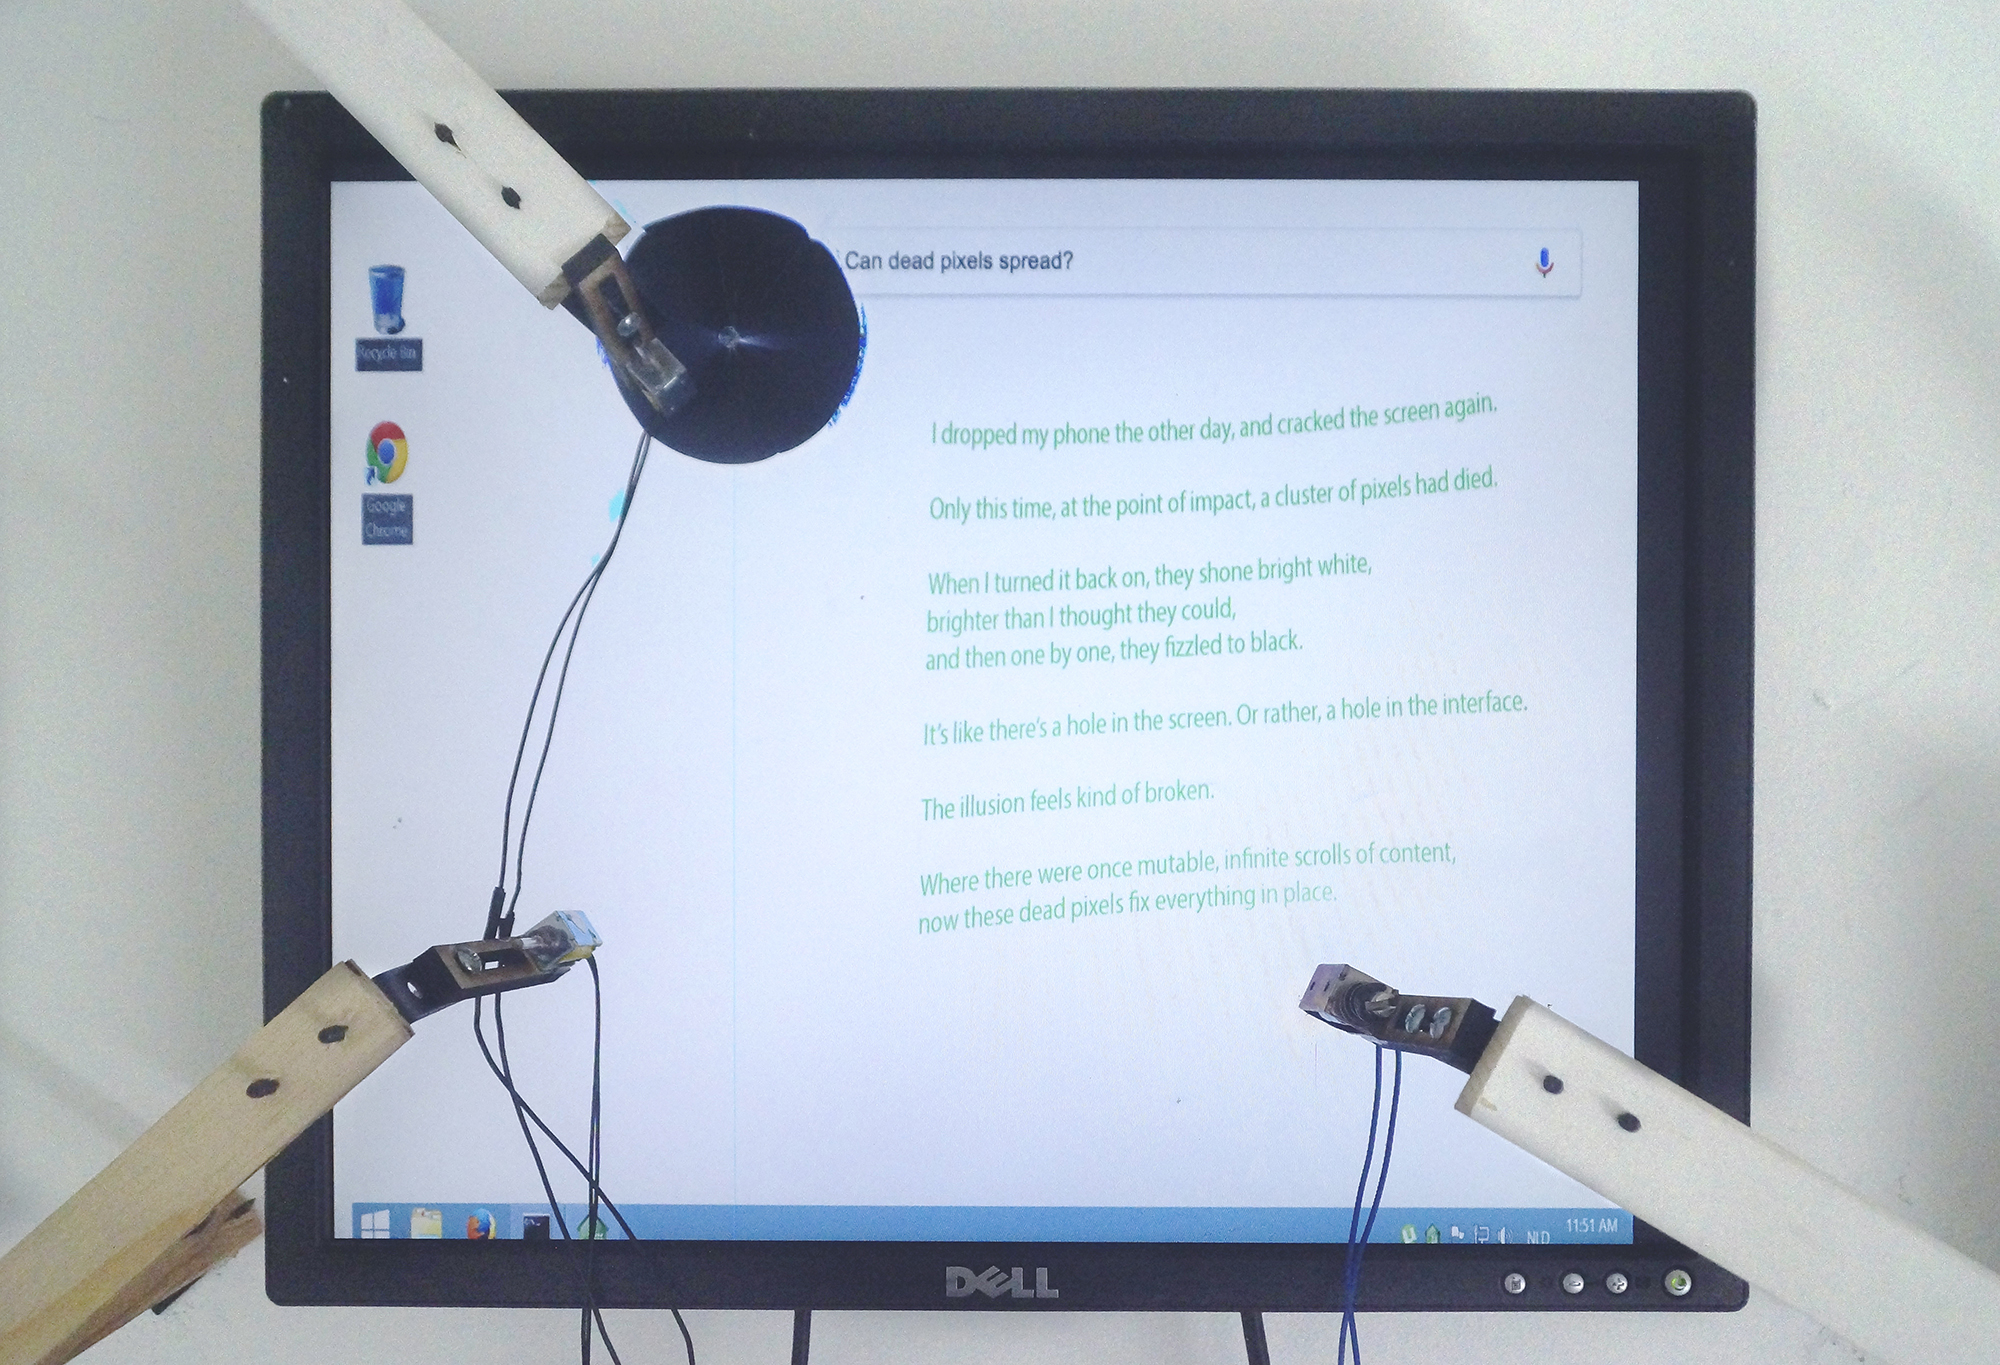 Can dead pixels spread?
Recycle Bin
Google
Chrome
I dropped my phone the other day, and cracked the screen again.
Only this time, at the point of impact, a cluster of pixels had died.
When I turned it back on, they shone bright white,
brighter than I thought they could,
and then one by one, they fizzled to black.
It's like there's a hole in the screen. Or rather, a hole in the interface.
The illusion feels kind of broken.
Where there were once mutable, infinite scrolls of content,
now these dead pixels fix everything in place.
NLD
11:51 AM
DELL